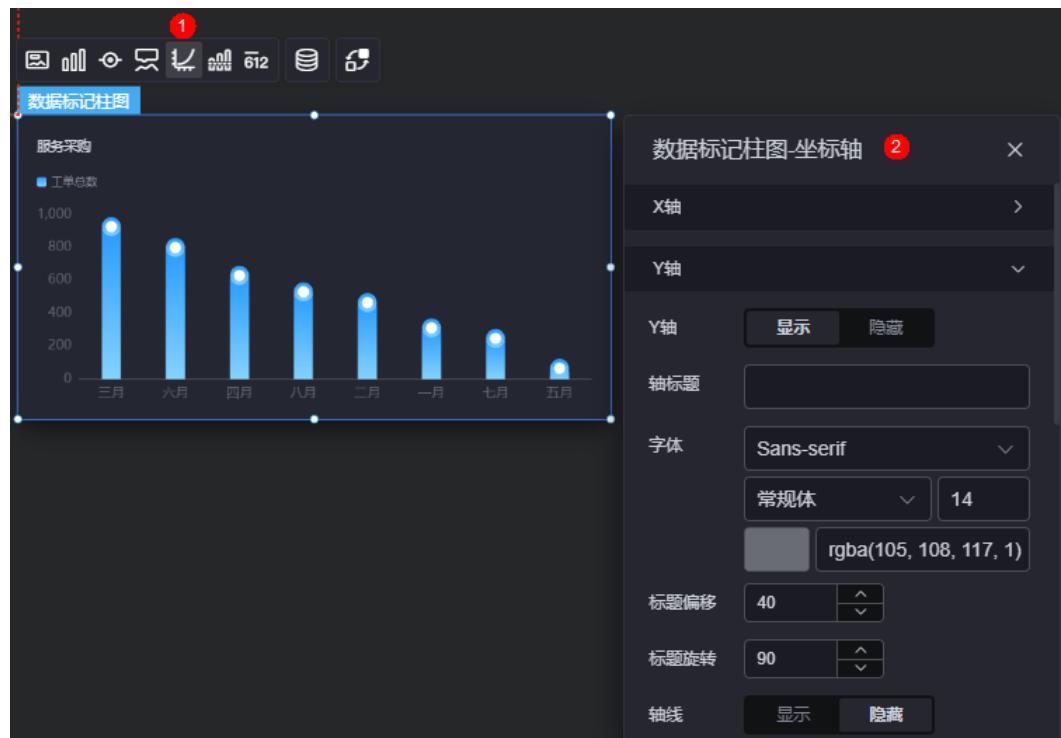 1
612
数据标记柱图
服务采购
工单总数
1,000
800
600
400
200
0
三月 六月 四月 八月 二月 一月 七月 五月
数据标记柱图-坐标轴 2
X轴
Y轴
Y轴 显示 隐藏
轴标题
字体 Sans-serif
常规体 14
rgba(105, 108, 117, 1)
标题偏移 40
标题旋转 90
轴线 显示 隐藏